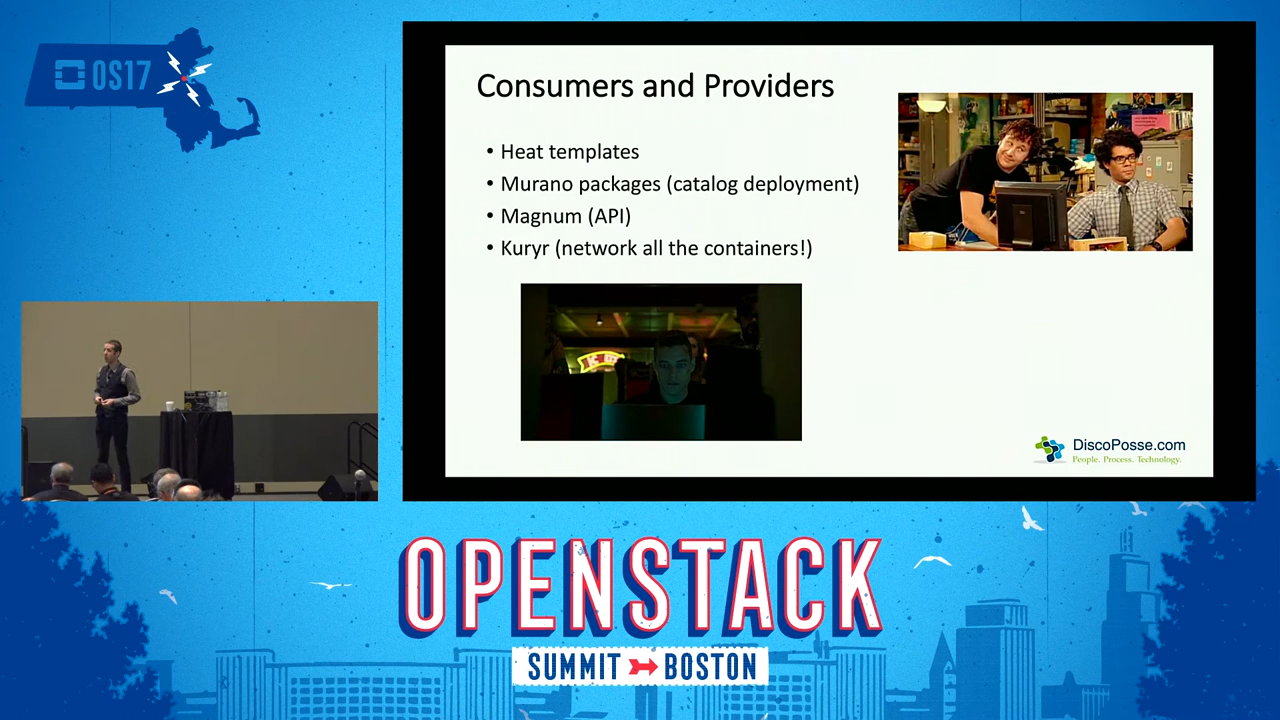 OS17
Consumers and Providers
• Heat templates
• Murano packages (catalog deployment)
• Magnum (API)
• Kuryr (network all the containers!)
DiscoPosse.com
People. Process. Technology.
OPENSTACK
SUMMIT BOSTON